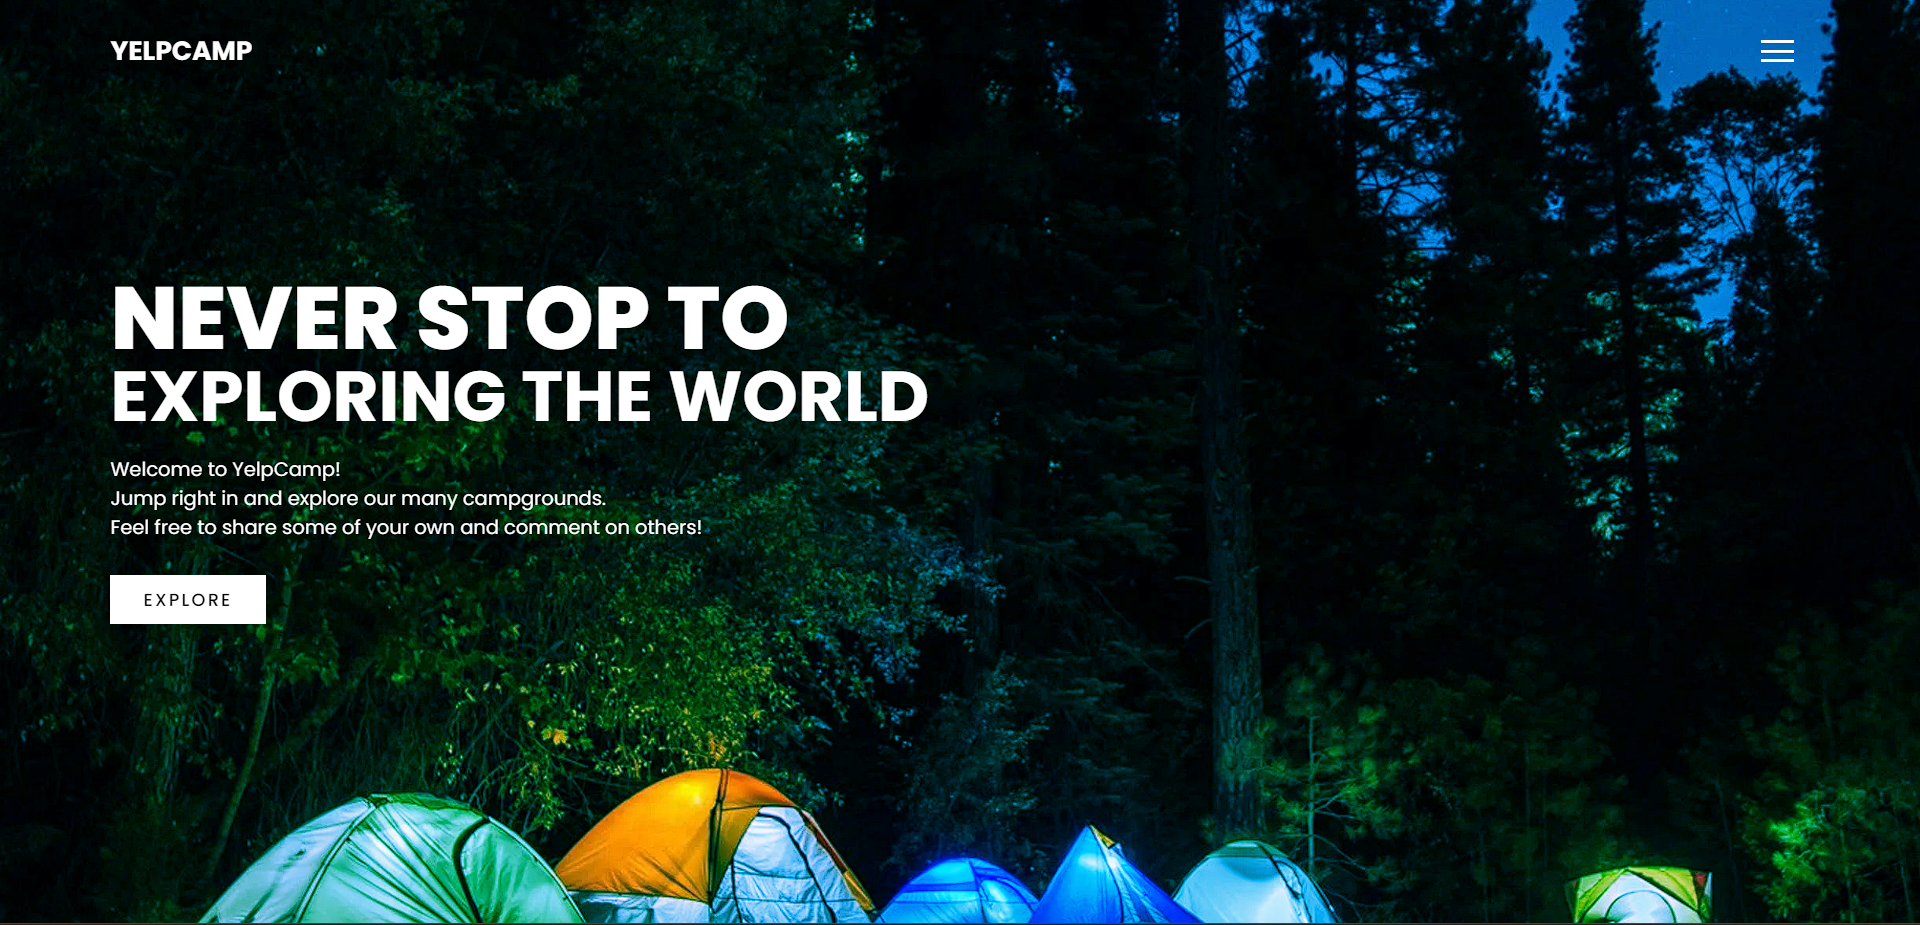 YELPCAMP
NEVER STOP TO
EXPLORING THE WORLD
Welcome to YelpCamp!
Jump right in and explore our many campgrounds.
Feel free to share some of your own and comment on others!
EXPLORE